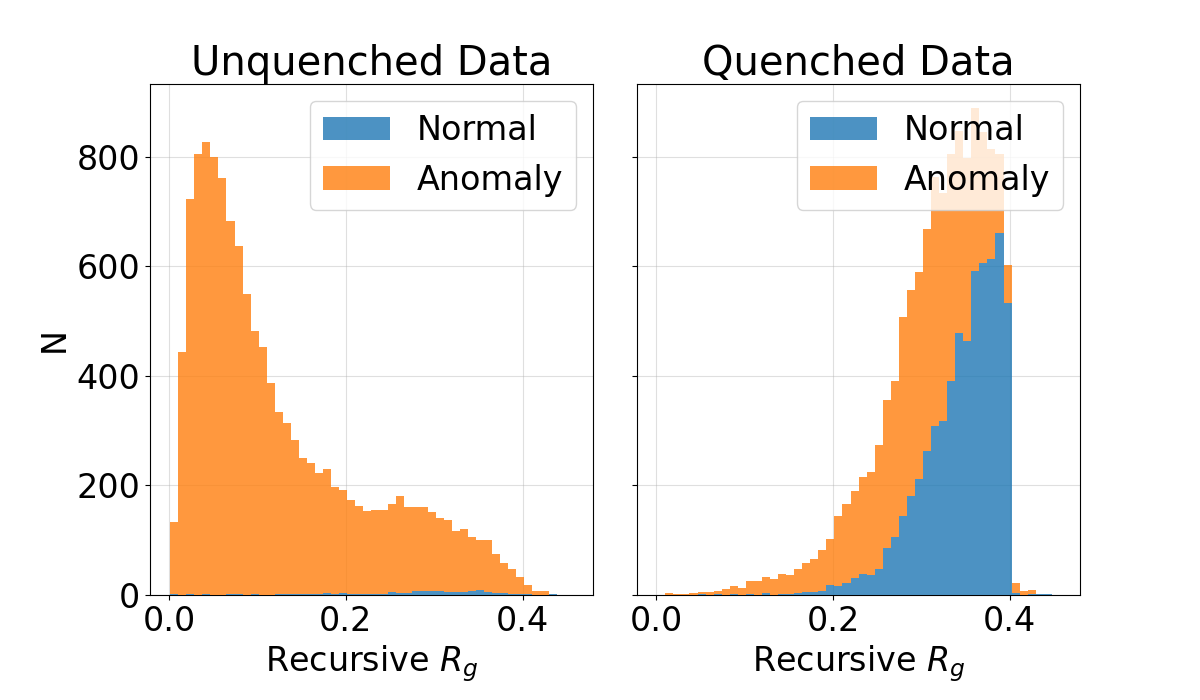 Unquenched Data
Normal
Anomaly
N
800
600
400
200
0
0.0 0.2 0.4
Recursive $R_g$
Quenched Data
Normal
Anomaly
0.0 0.2 0.4
Recursive $R_g$